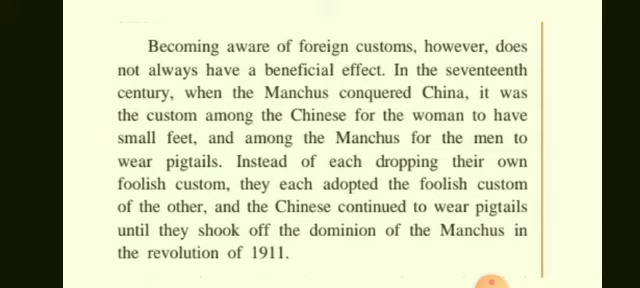 Becoming aware of foreign customs, however, does
not always have a beneficial effect. In the seventeenth
century, when the Manchus conquered China, it was
the custom among the Chinese for the woman to have
small feet, and among the Manchus for the men to
wear pigtails. Instead of each dropping their own
foolish custom, they each adopted the foolish custom
of the other, and the Chinese continued to wear pigtails
until they shook off the dominion of the Manchus in
the revolution of 1911.